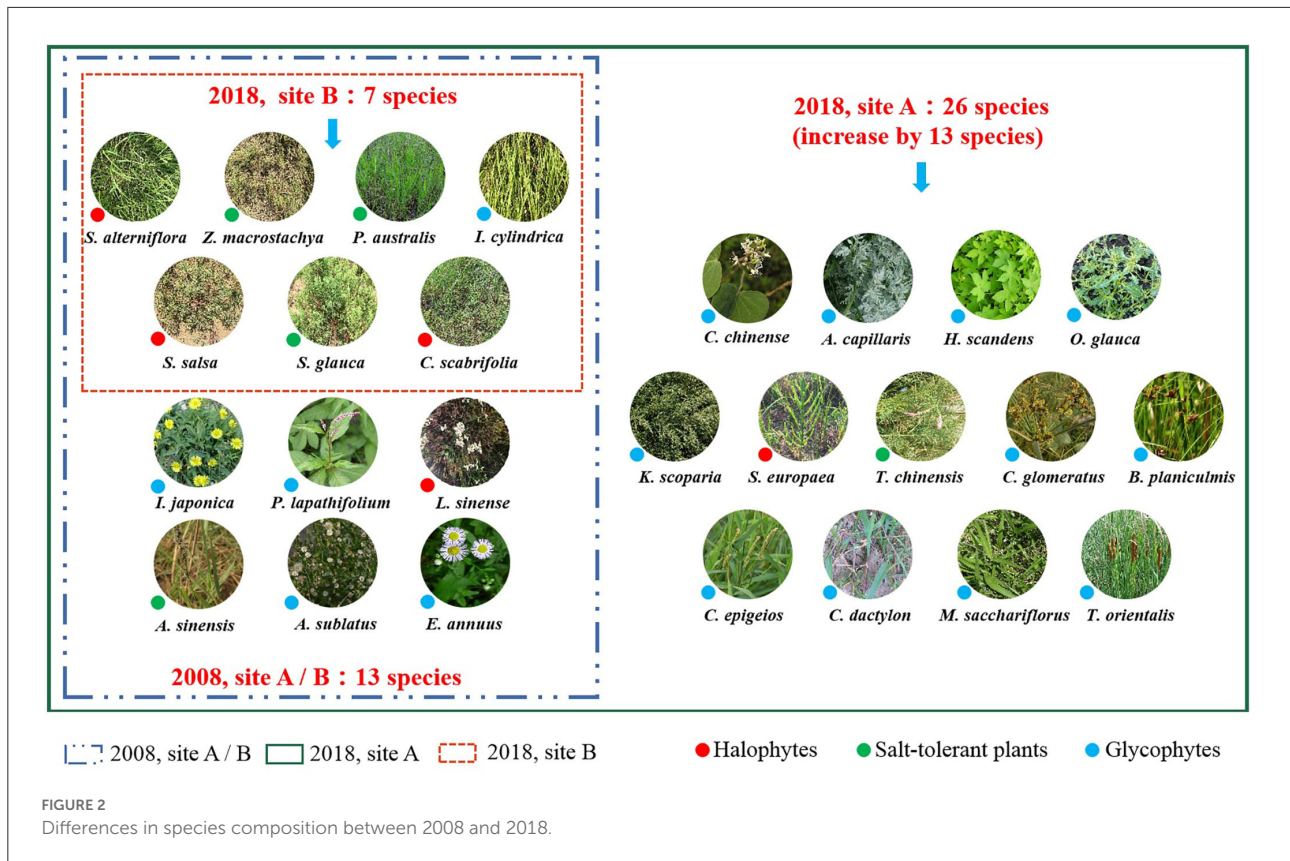 2018, site B：7 species
S. alterniflora Z. macrostachya P. australis I. cylindrica
S. salsa S. glauca C. scabrifolia
I. japonica P. lapathifolium L. sinense
A. sinensis A. sublatus E. annuus
2008, site A / B：13 species
2018, site A：26 species
(increase by 13 species)
C. chinense A. capillaris H. scandens O. glauca
K. scoparia S. europaea T. chinensis C. glomeratus B. planiculmis
C. epigeios C. dactylon M. sacchariflorus T. orientalis
2008, site A / B 2018, site A 2018, site B Halophytes Salt-tolerant plants Glycophytes
FIGURE 2
Differences in species composition between 2008 and 2018.